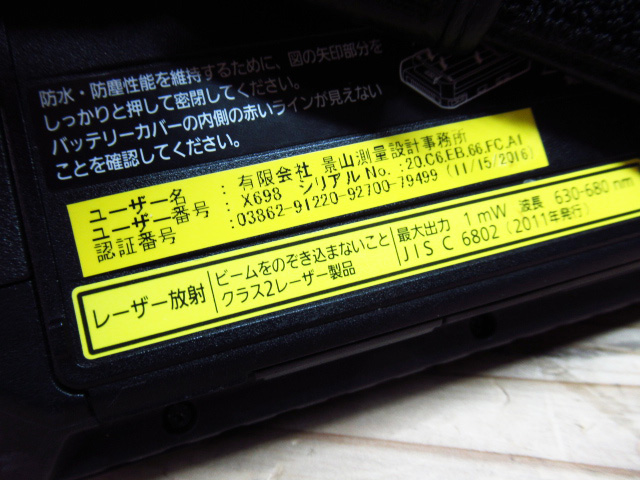 防水・防塵性能を維持するために、図の矢印部分を
しっかりと押して密閉してください。
バッテリーカバーの内側の赤いラインが見えない
ことを確認してください。
ユーザー名 : 有限会社 景山測量設計事務所
ユーザー番号 : X698 シリアルNo. :20.C6.EB.66.FC.A1
認証番号 : 03862-91220-92700-79499 (11/15/2016)
レーザー放射
ビームをのぞき込まないこと
クラス2レーザー製品
最大出力 1 mW 波長 630-680 nm
JIS C 6802 (2011年発行)